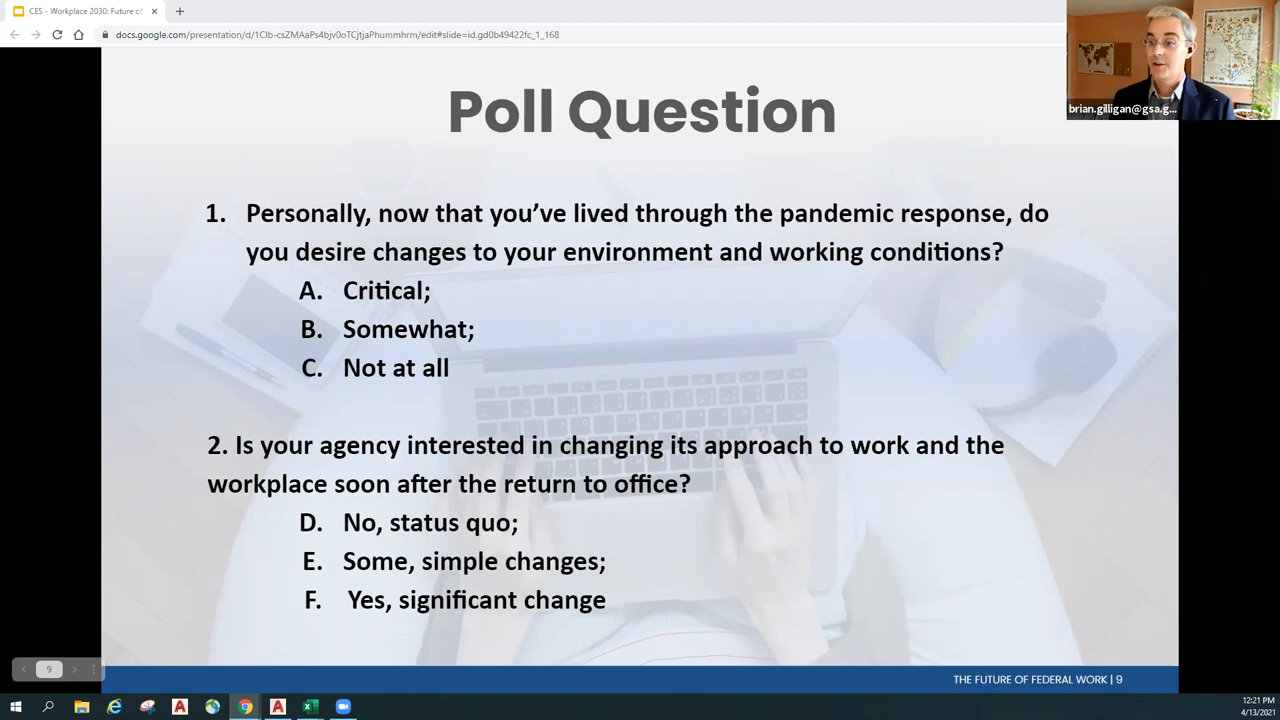 CES - Workplace 2030: Future of
docs.google.com/presentation/d/1CIb-csZMAaPs4bjv0oTCjtjaPhummhrm/edit#slide=id.gd0b49422fc_1_168
brian.gilligan@gsa.g...
Poll Question
1. Personally, now that you’ve lived through the pandemic response, do
you desire changes to your environment and working conditions?
A. Critical;
B. Somewhat;
C. Not at all
2. Is your agency interested in changing its approach to work and the
workplace soon after the return to office?
D. No, status quo;
E. Some, simple changes;
F. Yes, significant change
9
THE FUTURE OF FEDERAL WORK | 9
12:21 PM
4/13/2021